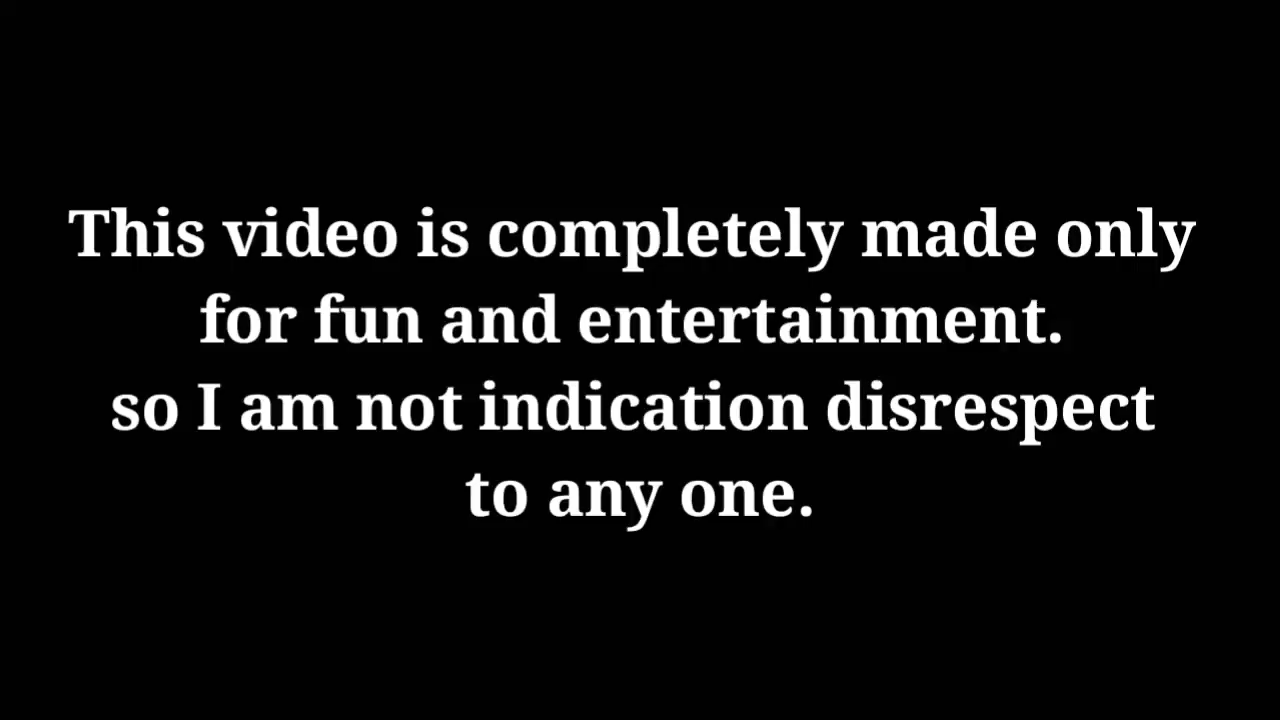 This video is completely made only
for fun and entertainment.
so I am not indication disrespect
to any one.